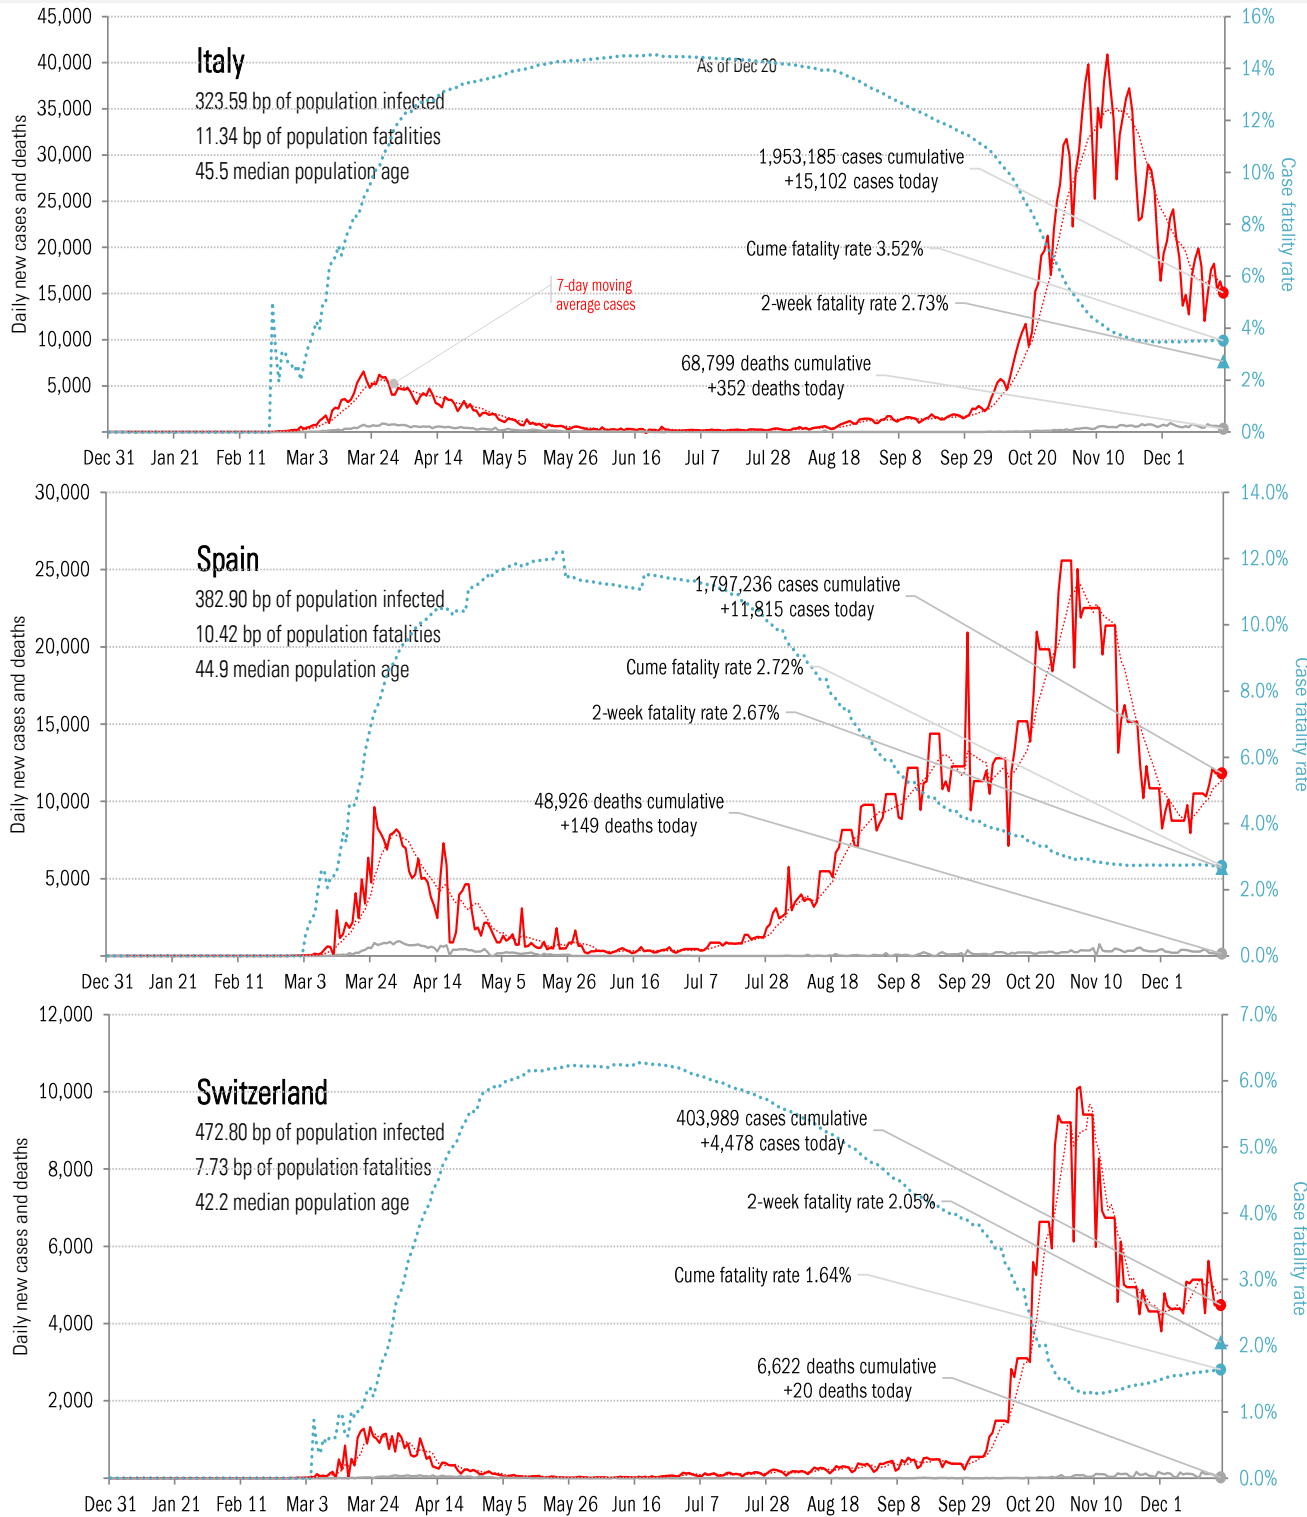 45,000
40,000
35,000
30,000
25,000
20,000
15,000
10,000
5,000
Daily new cases and deaths
Italy
323.59 bp of population infected
11.34 bp of population fatalities
45.5 median population age
As of Dec 20
1,953,185 cases cumulative
+15,102 cases today
Cume fatality rate 3.52%
2-week fatality rate 2.73%
7-day moving
average cases
68,799 deaths cumulative
+352 deaths today
16%
14%
12%
10%
8%
6%
4%
2%
0%
Case fatality rate
Dec 31 Jan 21 Feb 11 Mar 3 Mar 24 Apr 14 May 5 May 26 Jun 16 Jul 7 Jul 28 Aug 18 Sep 8 Sep 29 Oct 20 Nov 10 Dec 1
30,000
25,000
20,000
15,000
10,000
5,000
Daily new cases and deaths
Spain
382.90 bp of population infected
10.42 bp of population fatalities
44.9 median population age
1,797,236 cases cumulative
+11,815 cases today
Cume fatality rate 2.72%
2-week fatality rate 2.67%
48,926 deaths cumulative
+149 deaths today
14.0%
12.0%
10.0%
8.0%
6.0%
4.0%
2.0%
0.0%
Case fatality rate
Dec 31 Jan 21 Feb 11 Mar 3 Mar 24 Apr 14 May 5 May 26 Jun 16 Jul 7 Jul 28 Aug 18 Sep 8 Sep 29 Oct 20 Nov 10 Dec 1
12,000
10,000
8,000
6,000
4,000
2,000
Daily new cases and deaths
Switzerland
472.80 bp of population infected
7.73 bp of population fatalities
42.2 median population age
403,989 cases cumulative
+4,478 cases today
2-week fatality rate 2.05%
Cume fatality rate 1.64%
6,622 deaths cumulative
+20 deaths today
7.0%
6.0%
5.0%
4.0%
3.0%
2.0%
1.0%
0.0%
Case fatality rate
Dec 31 Jan 21 Feb 11 Mar 3 Mar 24 Apr 14 May 5 May 26 Jun 16 Jul 7 Jul 28 Aug 18 Sep 8 Sep 29 Oct 20 Nov 10 Dec 1